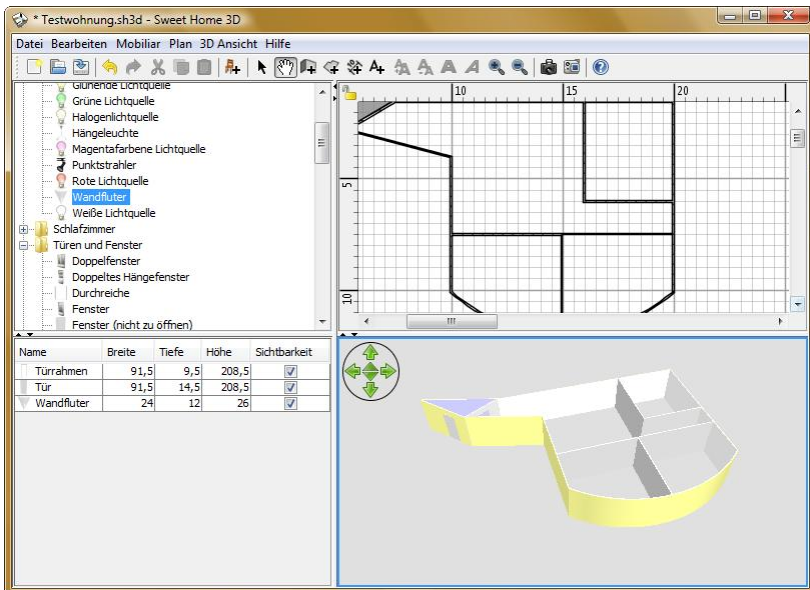 * Testwohnung.sh3d - Sweet Home 3D
Datei Bearbeiten Mobiliar Plan 3D Ansicht Hilfe
Glühende Lichtquelle
Grüne Lichtquelle
Halogenlichtquelle
Hängeleuchte
Magentafarbene Lichtquelle
Punktstrahler
Rote Lichtquelle
Wandfluter
Weiße Lichtquelle
Schlafzimmer
Türen und Fenster
Doppelfenster
Doppeltes Hängefenster
Durchreiche
Fenster
Fenster (nicht zu öffnen)
10 15 20
5
10
Name Breite Tiefe Höhe Sichtbarkeit
Türrahmen 91,5 9,5 208,5
Tür 91,5 14,5 208,5
Wandfluter 24 12 26